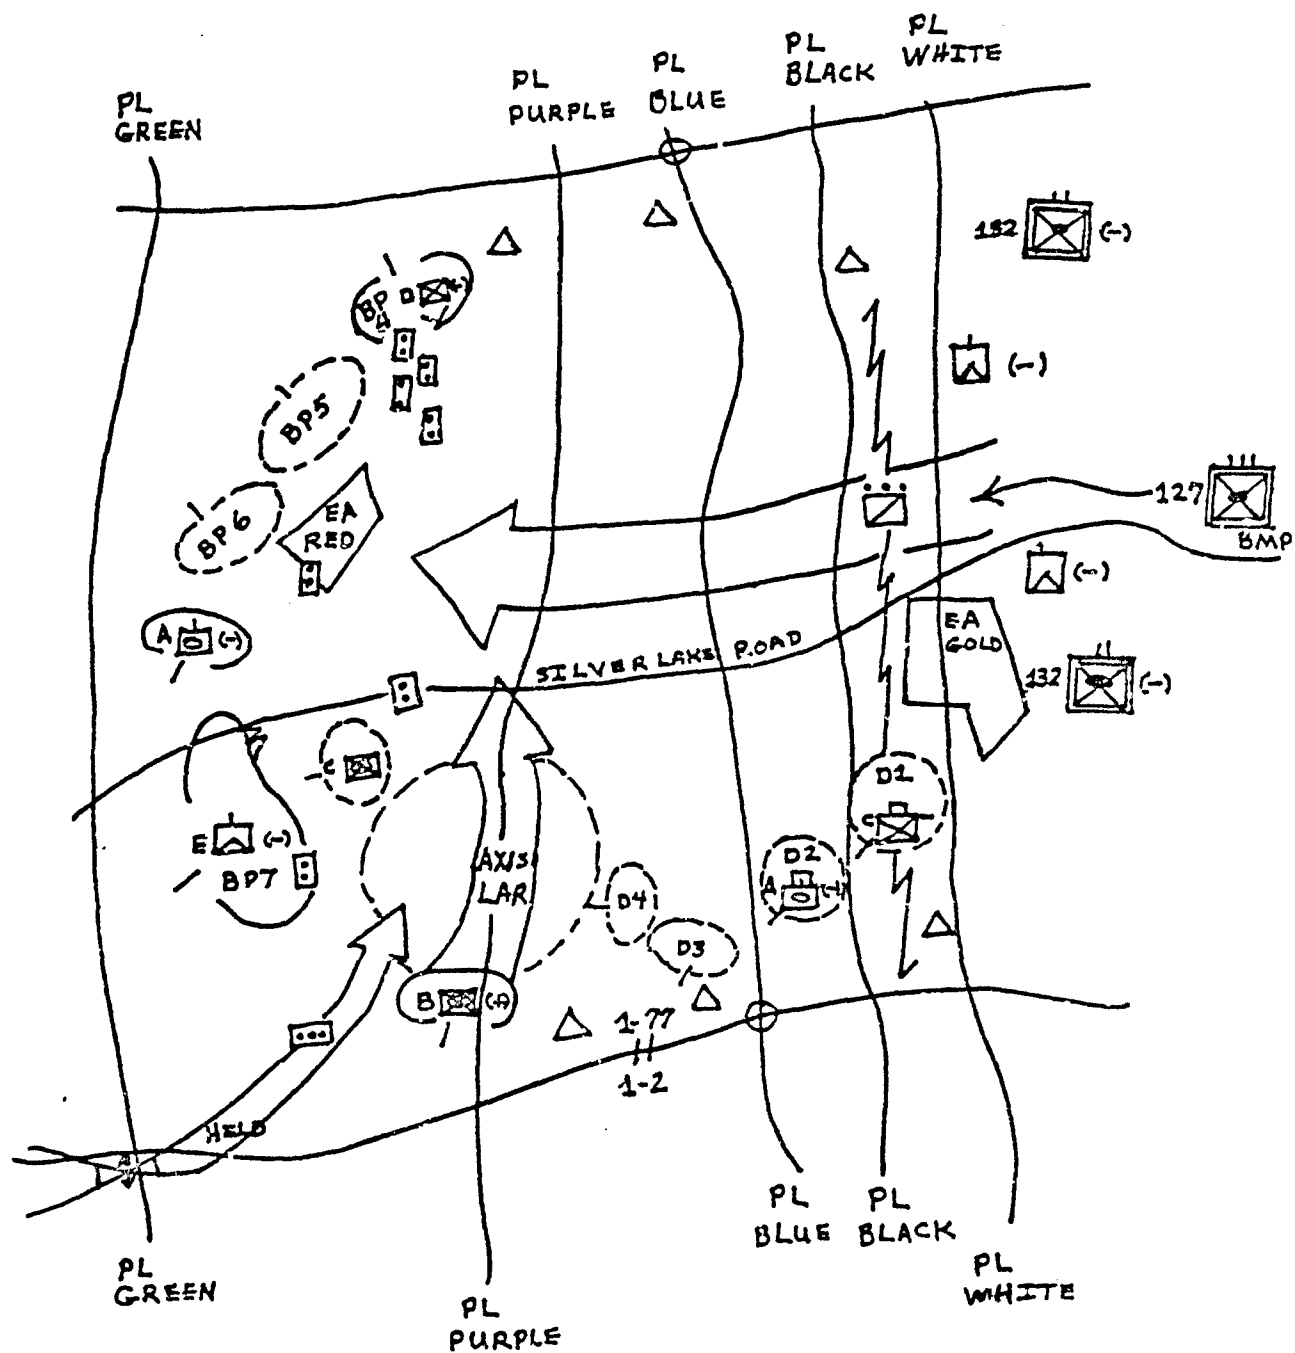 PL
WHITE
PL
BLACK
PL
BLUE
PL
PURPLE
PL
GREEN
132
(-)
BP
4
D
(-)
BP5
(-)
127
BMP
EA
RED
BP6
(-)
EA
GOLD
A
(-)
SILVER LAKE ROAD
132
(-)
C
D1
C
E
(-)
BP7
AXIS
LAR
D2
A
(-)
D4
D3
B
1-77
1-2
HELD
PL
BLUE
PL
BLACK
PL
GREEN
PL
WHITE
PL
PURPLE